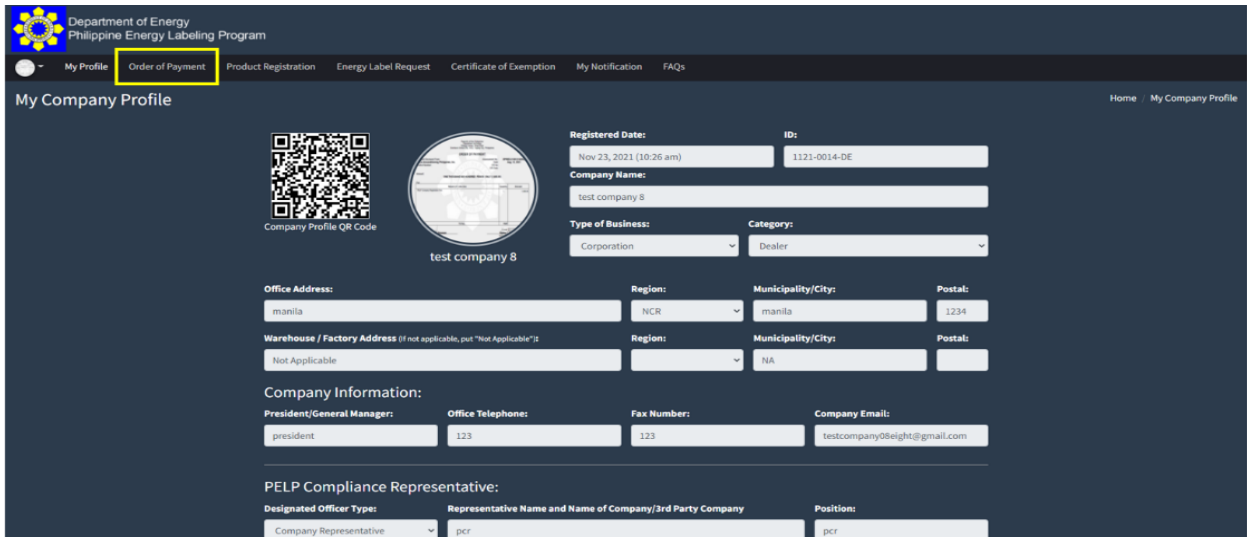 Department of Energy
Philippine Energy Labeling Program
My Profile Order of Payment Product Registration Energy Label Request Certificate of Exemption My Notification FAQs
My Company Profile
Home / My Company Profile
Registered Date: ID:
Nov 23, 2021 (10:26 am) 1121-0014-DE
Company Name:
test company 8
Company Profile QR Code
Type of Business: Category:
Corporation Dealer
test company 8
Office Address: Region: Municipality/City: Postal:
manila NCR manila 1234
Warehouse / Factory Address (If not applicable, put "Not Applicable"): Region: Municipality/City: Postal:
Not Applicable NA
Company Information:
President/General Manager: Office Telephone: Fax Number: Company Email:
president 123 123 testcompany08eight@gmail.com
PELP Compliance Representative:
Designated Officer Type: Representative Name and Name of Company/3rd Party Company Position:
Company Representative pcr pcr